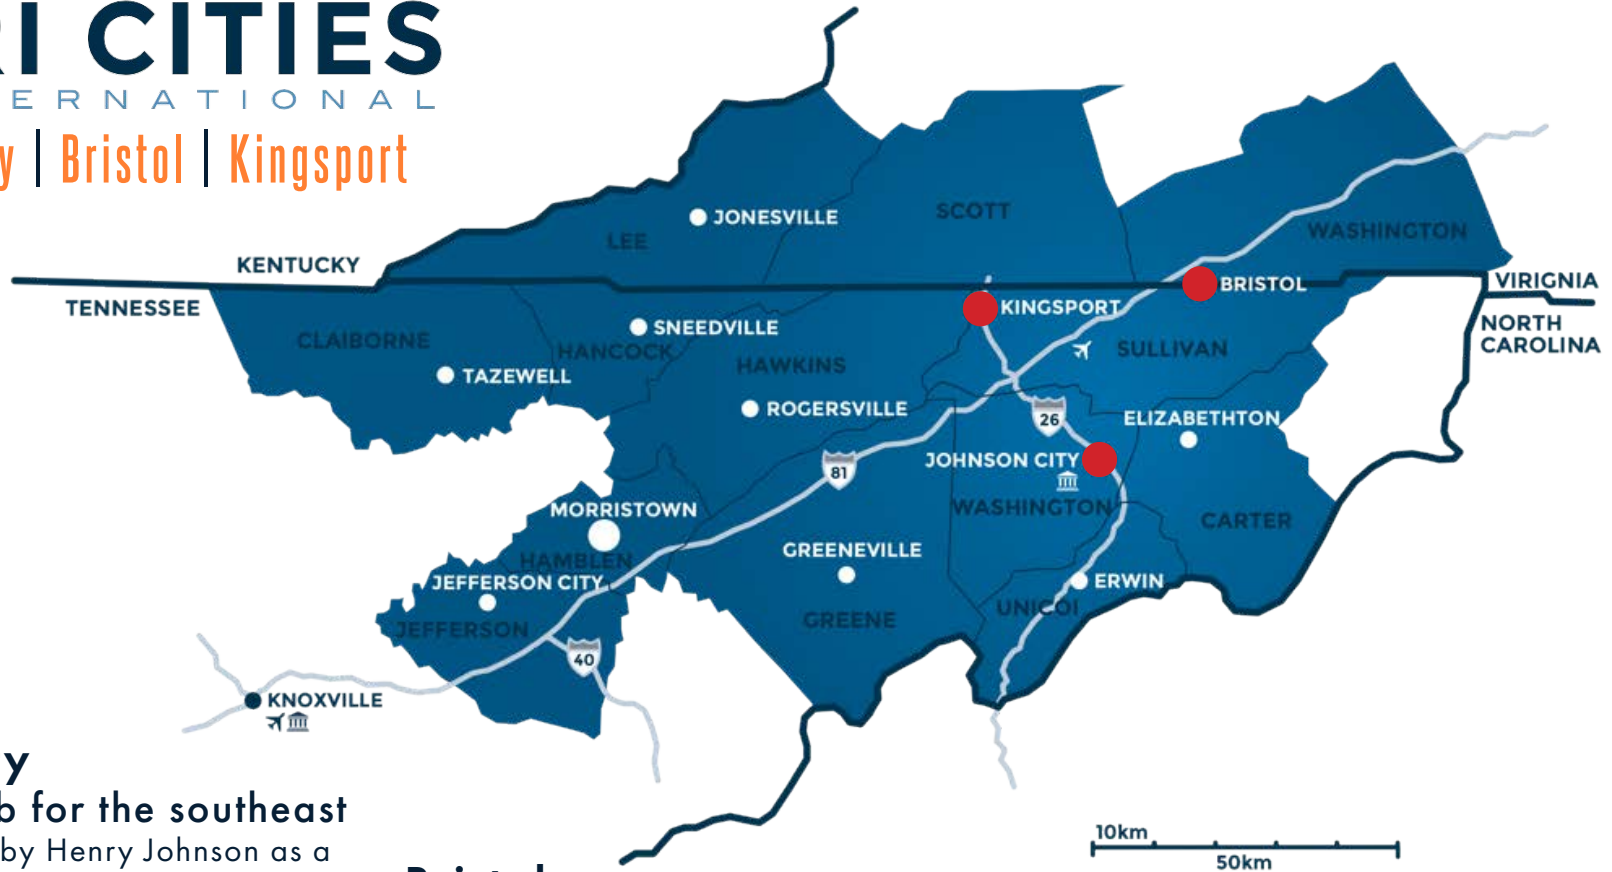 RI CITIES
ERNATIONAL
y | Bristol | Kingsport
JONESVILLE
SCOTT
LEE
WASHINGTON
KENTUCKY
TENNESSEE
BRISTOL
VIRIGNIA
KINGSPORT
NORTH
CAROLINA
SNEEDVILLE
CLAIBORNE
HANCOCK
HAWKINS
SULLIVAN
TAZEWELL
ROGERSVILLE
26
ELIZABETHTON
81
JOHNSON CITY
MORRISTOWN
WASHINGTON
CARTER
GREENEVILLE
HAMBLEN
JEFFERSON CITY
ERWIN
UNICOI
GREENE
JEFFERSON
40
KNOXVILLE
y
b for the southeast
by Henry Johnson as a
10km
50km